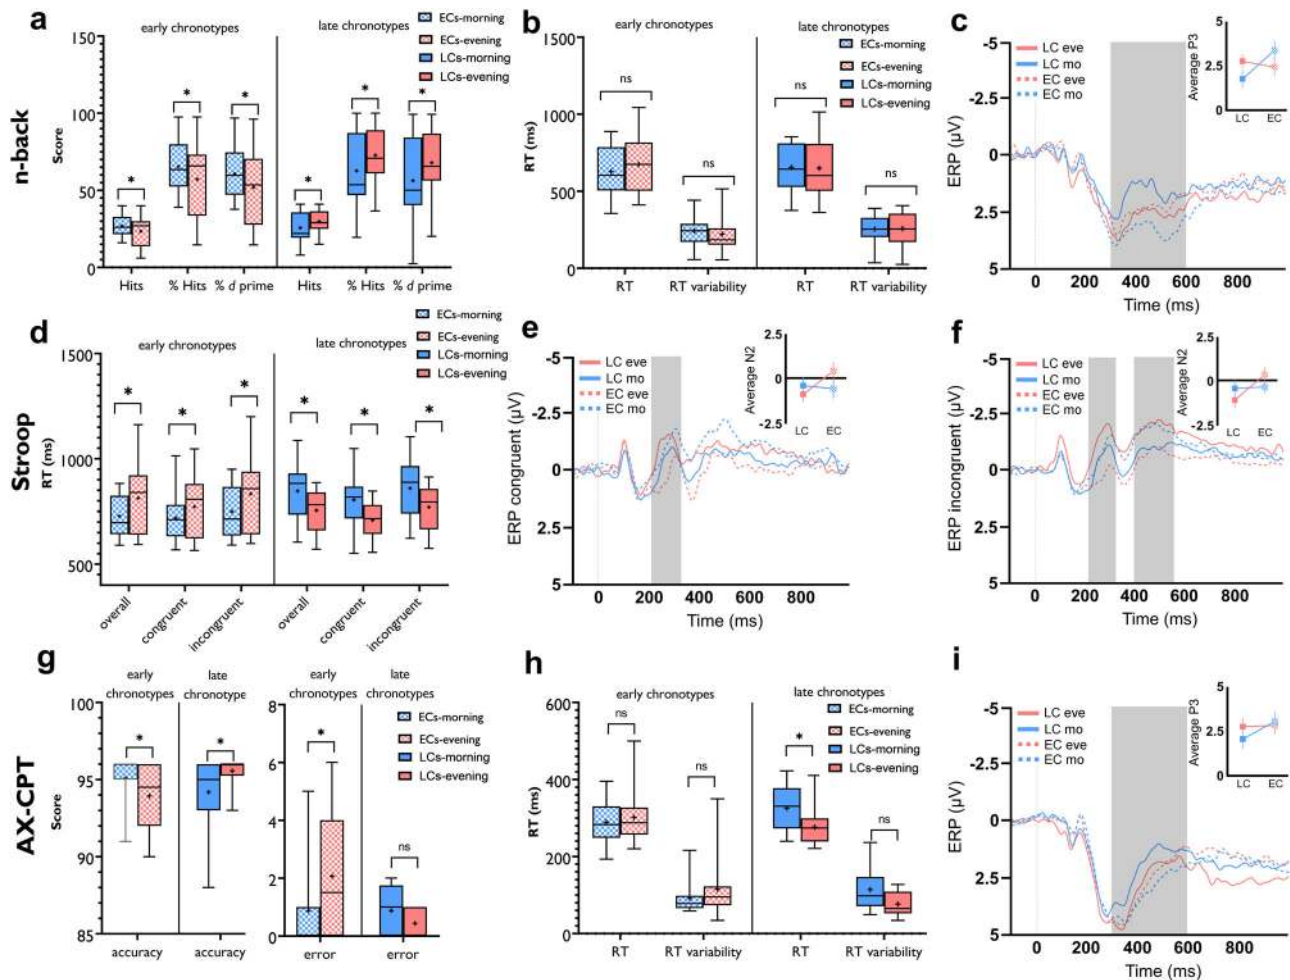 a
early chronotypes
late chronotypes
ECs-morning
ECs-evening
LCs-morning
LCs-evening
n-back
Score
150
100
50
0
*
*
*
*
*
*
Hits
% Hits
% d prime
Hits
% Hits
% d prime
b
early chronotypes
late chronotypes
ECs-morning
ECs-evening
LCs-morning
LCs-evening
RT (ms)
1500
1000
500
0
ns
ns
ns
ns
RT
RT variability
RT
RT variability
c
LC eve
LC mo
EC eve
EC mo
ERP (µV)
-5
-2.5
0
2.5
5
0
200
400
600
800
Time (ms)
Average P3
5
2.5
0
LC
EC
d
early chronotypes
late chronotypes
ECs-morning
ECs-evening
LCs-morning
LCs-evening
Stroop
RT (ms)
1500
1000
500
*
*
*
*
*
*
overall
congruent
incongruent
overall
congruent
incongruent
e
LC eve
LC mo
EC eve
EC mo
ERP congruent (µV)
-5
-2.5
0
2.5
5
0
200
400
600
800
Time (ms)
Average N2
2.5
0
-2.5
LC
EC
f
LC eve
LC mo
EC eve
EC mo
ERP incongruent (µV)
-5
-2.5
0
2.5
5
0
200
400
600
800
Time (ms)
Average N2
2.5
0
-2.5
LC
EC
g
early
chronotypes
late
chronotype
early
chronotypes
late
chronotypes
ECs-morning
ECs-evening
LCs-morning
LCs-evening
AX-CPT
Score
100
95
90
85
*
*
accuracy
accuracy
8
6
4
2
0
*
ns
error
error
h
early chronotypes
late chronotypes
ECs-morning
ECs-evening
LCs-morning
LCs-evening
RT (ms)
600
400
200
0
ns
ns
*
ns
RT
RT variability
RT
RT variability
i
LC eve
LC mo
EC eve
EC mo
ERP (µV)
-5
-2.5
0
2.5
5
0
200
400
600
800
Time (ms)
Average P3
5
2.5
0
LC
EC